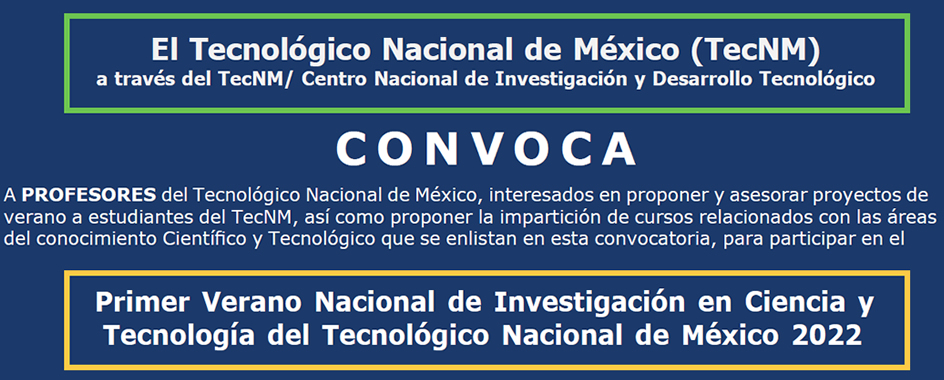 El Tecnológico Nacional de México (TecNM)
a través del TecNM/ Centro Nacional de Investigación y Desarrollo Tecnológico
CONVOCA
A PROFESORES del Tecnológico Nacional de México, interesados en proponer y asesorar proyectos de
verano a estudiantes del TecNM, así como proponer la impartición de cursos relacionados con las áreas
del conocimiento Científico y Tecnológico que se enlistan en esta convocatoria, para participar en el
Primer Verano Nacional de Investigación en Ciencia y
Tecnología del Tecnológico Nacional de México 2022